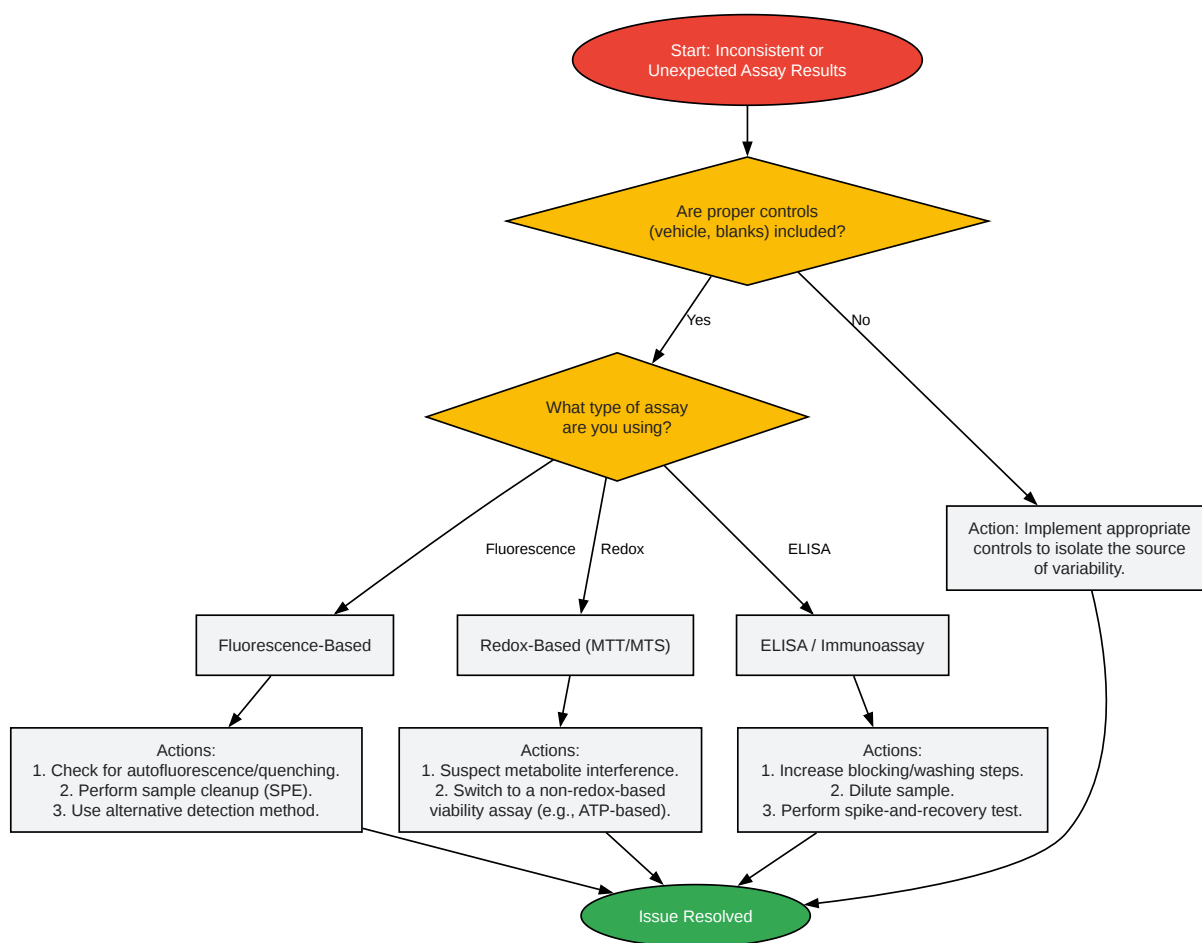 Start: Inconsistent or
Unexpected Assay Results
Are proper controls
(vehicle, blanks) included?
Yes
No
What type of assay
are you using?
Fluorescence
Redox
ELISA
Action: Implement appropriate
controls to isolate the source
of variability.
Fluorescence-Based
Redox-Based (MTT/MTS)
ELISA / Immunoassay
Actions:
1. Check for autofluorescence/quenching.
2. Perform sample cleanup (SPE).
3. Use alternative detection method.
Actions:
1. Suspect metabolite interference.
2. Switch to a non-redox-based
viability assay (e.g., ATP-based).
Actions:
1. Increase blocking/washing steps.
2. Dilute sample.
3. Perform spike-and-recovery test.
Issue Resolved